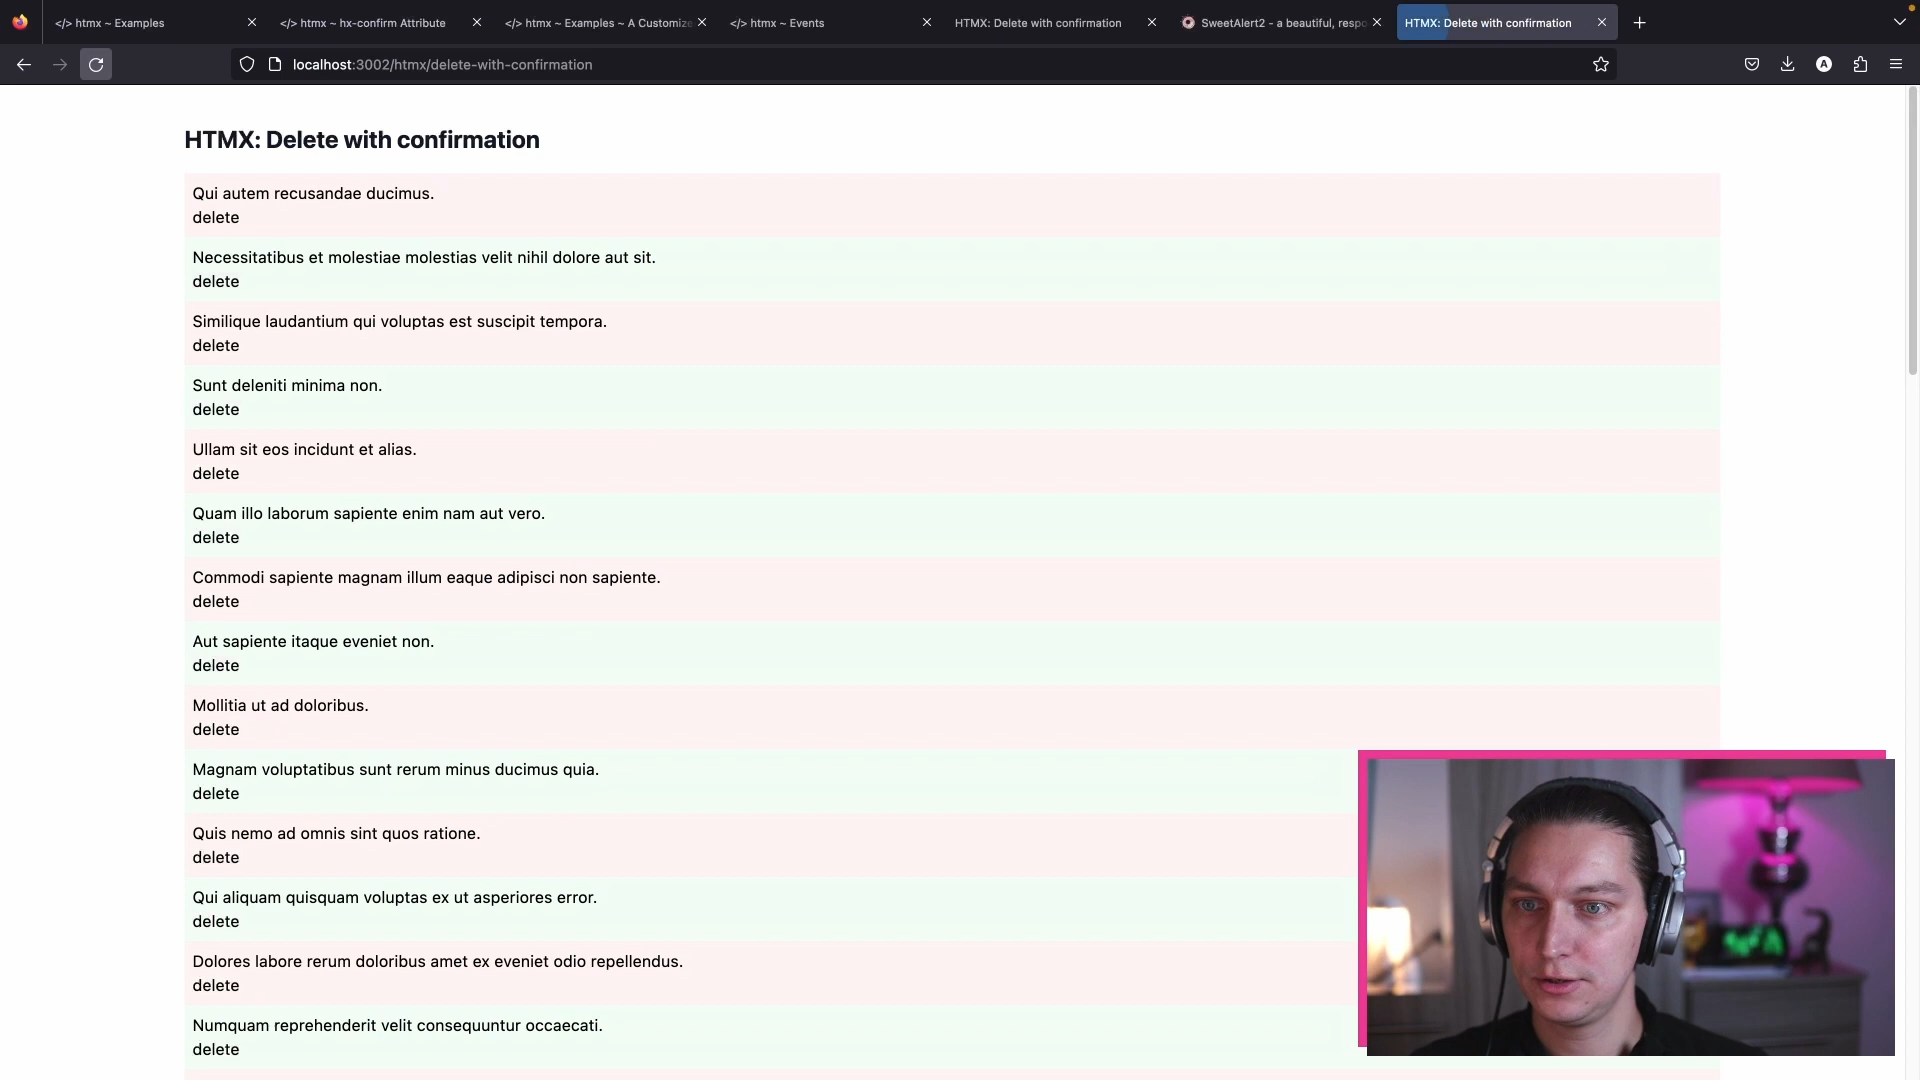 </> htmx ~ Examples
</> htmx ~ hx-confirm Attribute
</> htmx ~ Examples ~ A Customize
</> htmx ~ Events
HTMX: Delete with confirmation
SweetAlert2 - a beautiful, respo
HTMX: Delete with confirmation
localhost:3002/htmx/delete-with-confirmation
A
HTMX: Delete with confirmation
Qui autem recusandae ducimus.
delete
Necessitatibus et molestiae molestias velit nihil dolore aut sit.
delete
Similique laudantium qui voluptas est suscipit tempora.
delete
Sunt deleniti minima non.
delete
Ullam sit eos incidunt et alias.
delete
Quam illo laborum sapiente enim nam aut vero.
delete
Commodi sapiente magnam illum eaque adipisci non sapiente.
delete
Aut sapiente itaque eveniet non.
delete
Mollitia ut ad doloribus.
delete
Magnam voluptatibus sunt rerum minus ducimus quia.
delete
Quis nemo ad omnis sint quos ratione.
delete
Qui aliquam quisquam voluptas ex ut asperiores error.
delete
Dolores labore rerum doloribus amet ex eveniet odio repellendus.
delete
Numquam reprehenderit velit consequuntur occaecati.
delete